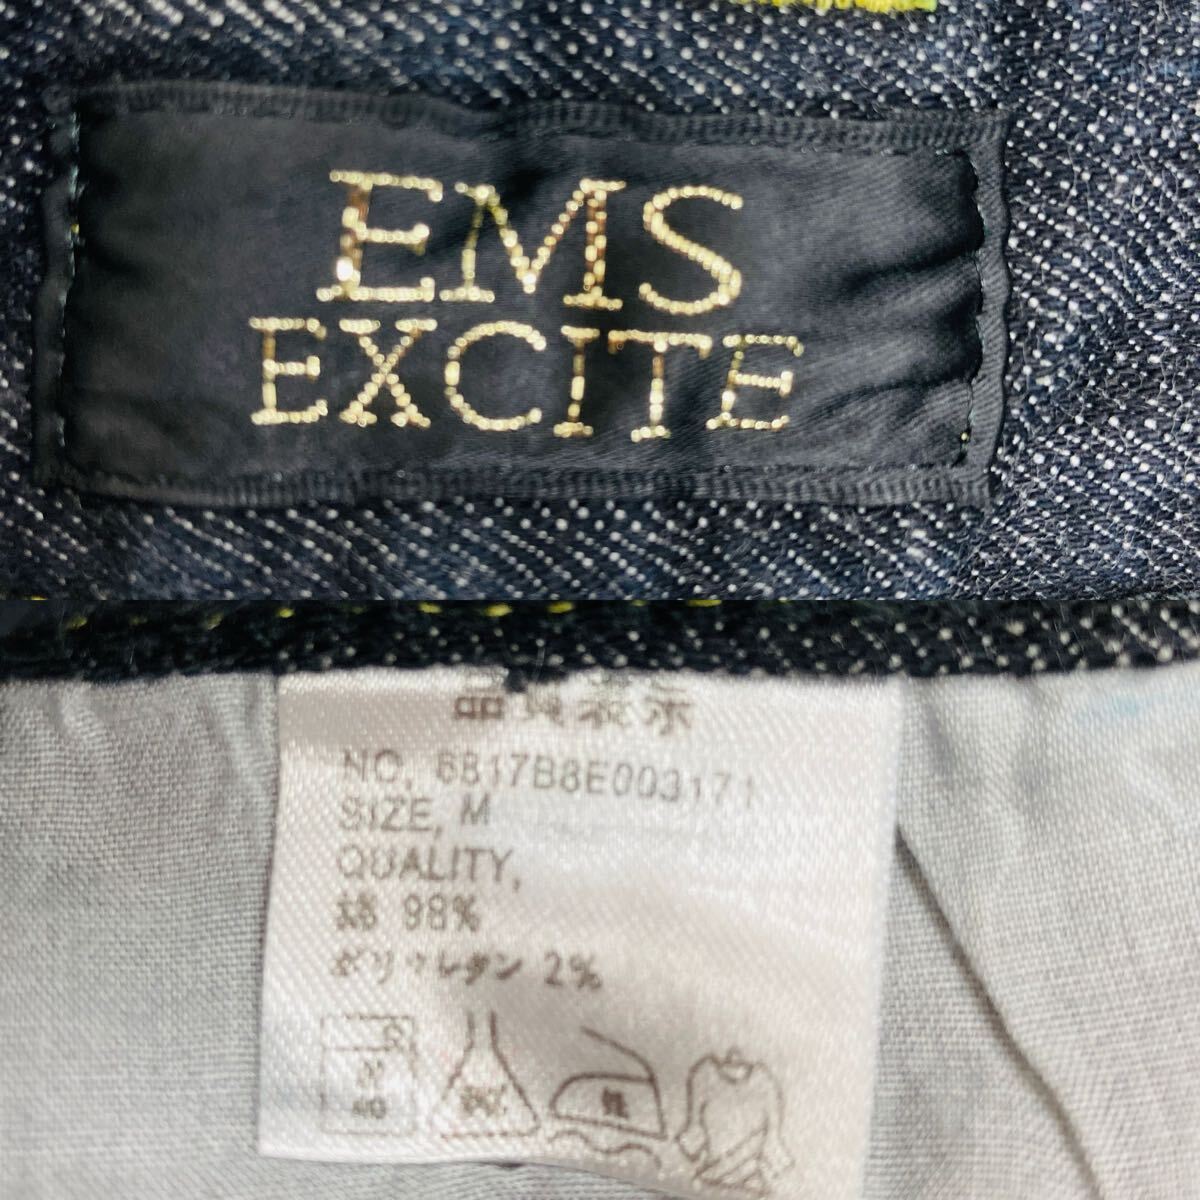 EMS
EXCITE
品質表示
NO, 6817B8E003171
SIZE, M
QUALITY,
綿 98%
ポリウレタン 2%
40